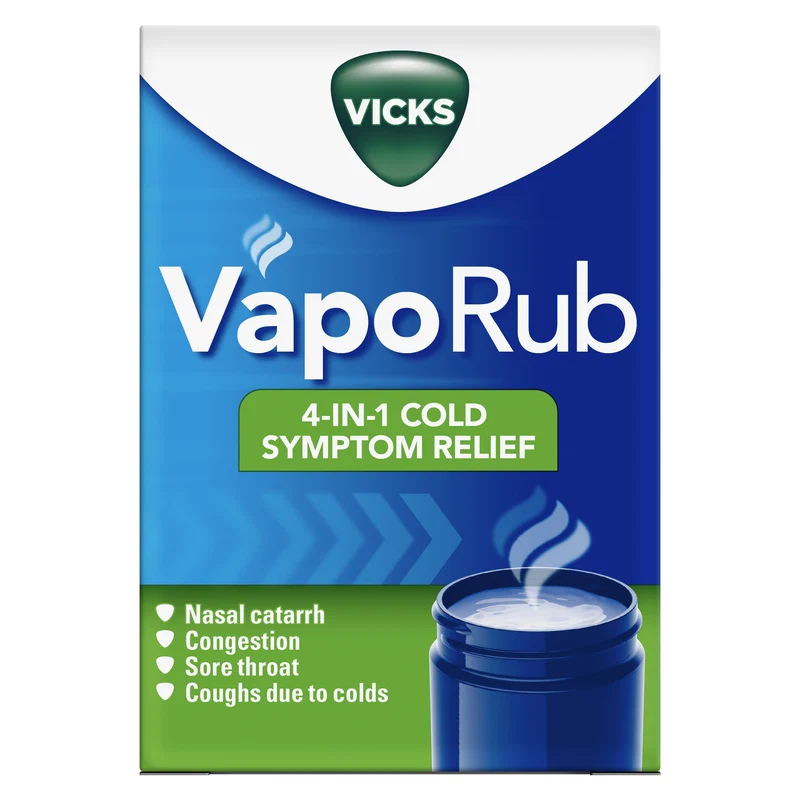 VICKS
VapoRub
4-IN-1 COLD
SYMPTOM RELIEF
Nasal catarrh
Congestion
Sore throat
Coughs due to colds